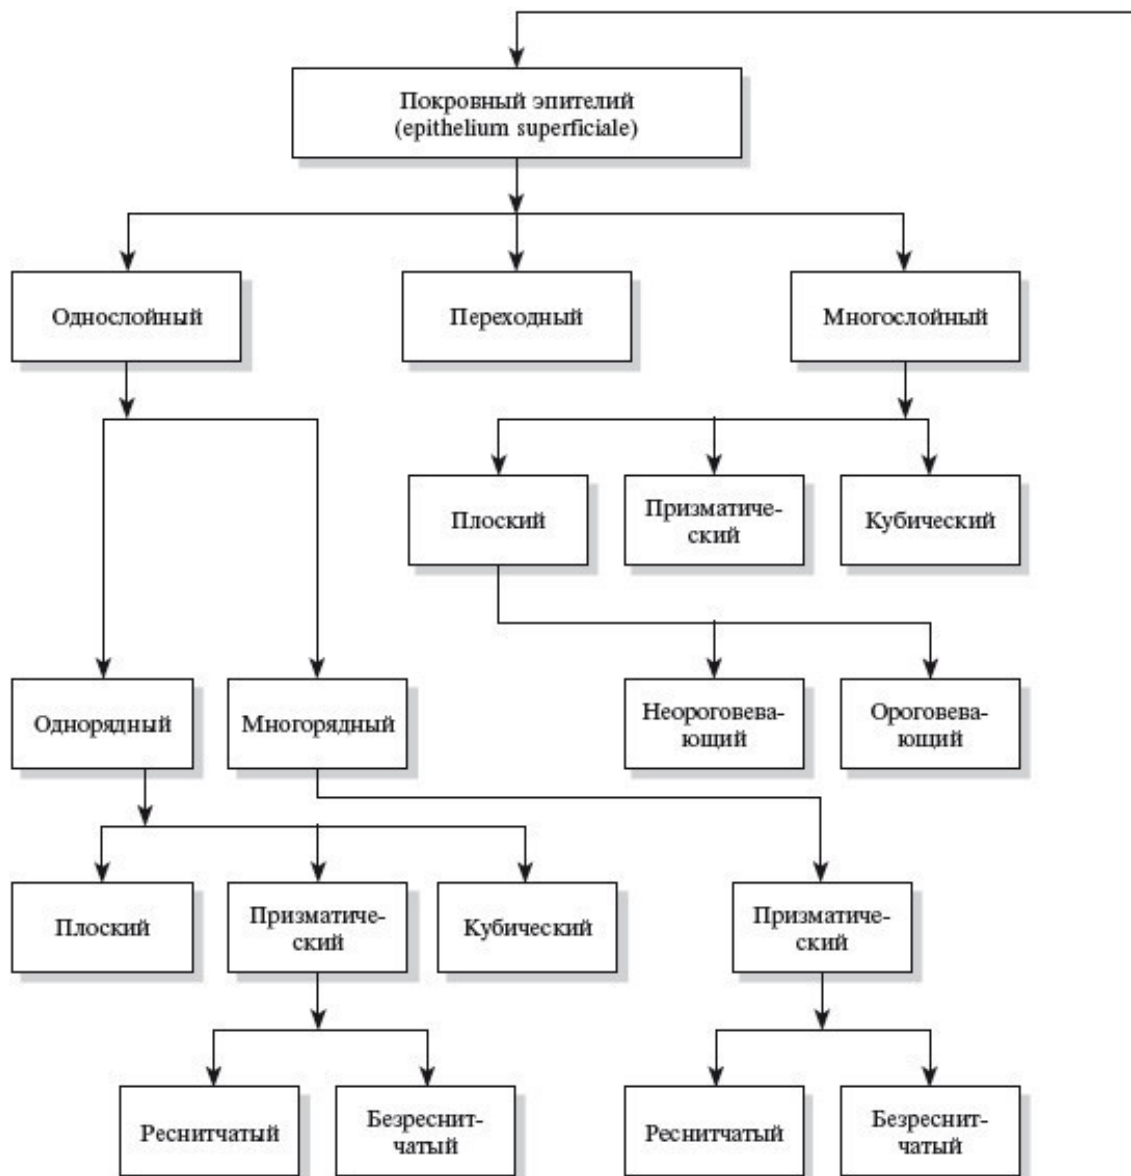 Покровный эпителий
(epithelium superficiale)
Однослойный
Переходный
Многослойный
Плоский
Призматиче-
ский
Кубический
Однорядный
Многорядный
Неороговева-
ющий
Ороговева-
ющий
Плоский
Призматиче-
ский
Кубический
Призматиче-
ский
Реснитчатый
Безреснит-
чатый
Реснитчатый
Безреснит-
чатый